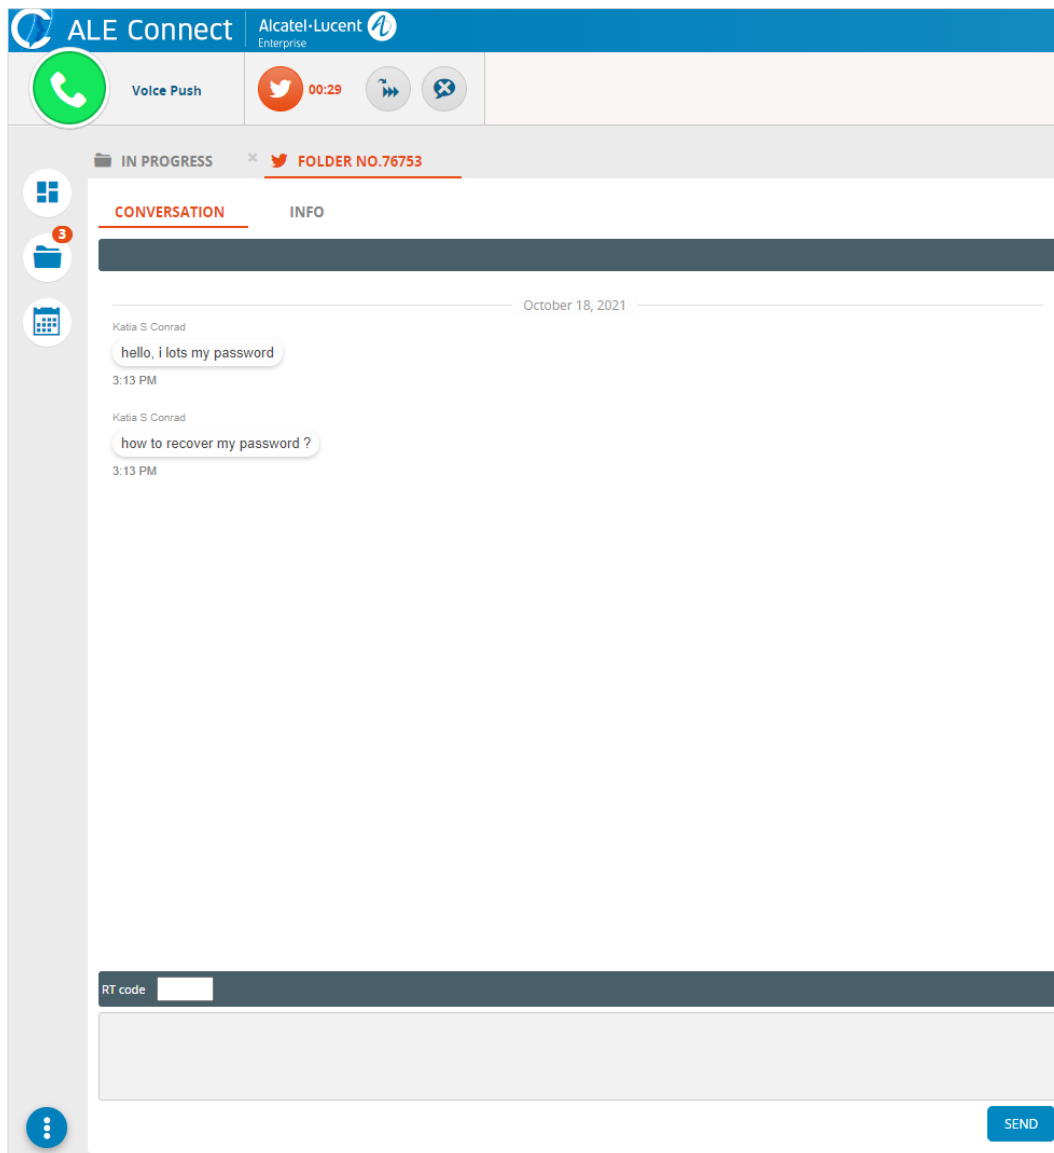 ALE Connect
Alcatel·Lucent
Enterprise
Voice Push
00:29
IN PROGRESS
× FOLDER NO.76753
CONVERSATION
INFO
3
October 18, 2021
Katia S Conrad
hello, i lots my password
3:13 PM
Katia S Conrad
how to recover my password ?
3:13 PM
RT code
SEND